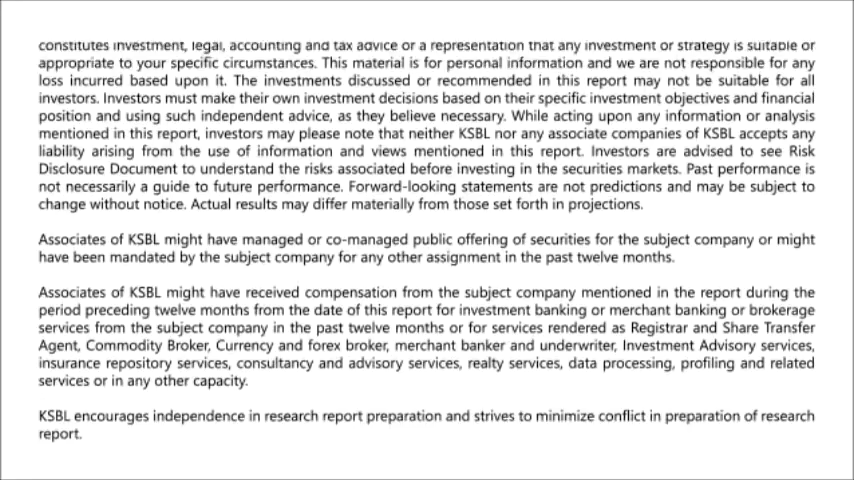 constitutes investment, legal, accounting and tax advice or a representation that any investment or strategy is suitable or
appropriate to your specific circumstances. This material is for personal information and we are not responsible for any
loss incurred based upon it. The investments discussed or recommended in this report may not be suitable for all
investors. Investors must make their own investment decisions based on their specific investment objectives and financial
position and using such independent advice, as they believe necessary. While acting upon any information or analysis
mentioned in this report, investors may please note that neither KSBL nor any associate companies of KSBL accepts any
liability arising from the use of information and views mentioned in this report. Investors are advised to see Risk
Disclosure Document to understand the risks associated before investing in the securities markets. Past performance is
not necessarily a guide to future performance. Forward-looking statements are not predictions and may be subject to
change without notice. Actual results may differ materially from those set forth in projections.
Associates of KSBL might have managed or co-managed public offering of securities for the subject company or might
have been mandated by the subject company for any other assignment in the past twelve months.
Associates of KSBL might have received compensation from the subject company mentioned in the report during the
period preceding twelve months from the date of this report for investment banking or merchant banking or brokerage
services from the subject company in the past twelve months or for services rendered as Registrar and Share Transfer
Agent, Commodity Broker, Currency and forex broker, merchant banker and underwriter, Investment Advisory services,
insurance repository services, consultancy and advisory services, realty services, data processing, profiling and related
services or in any other capacity.
KSBL encourages independence in research report preparation and strives to minimize conflict in preparation of research
report.